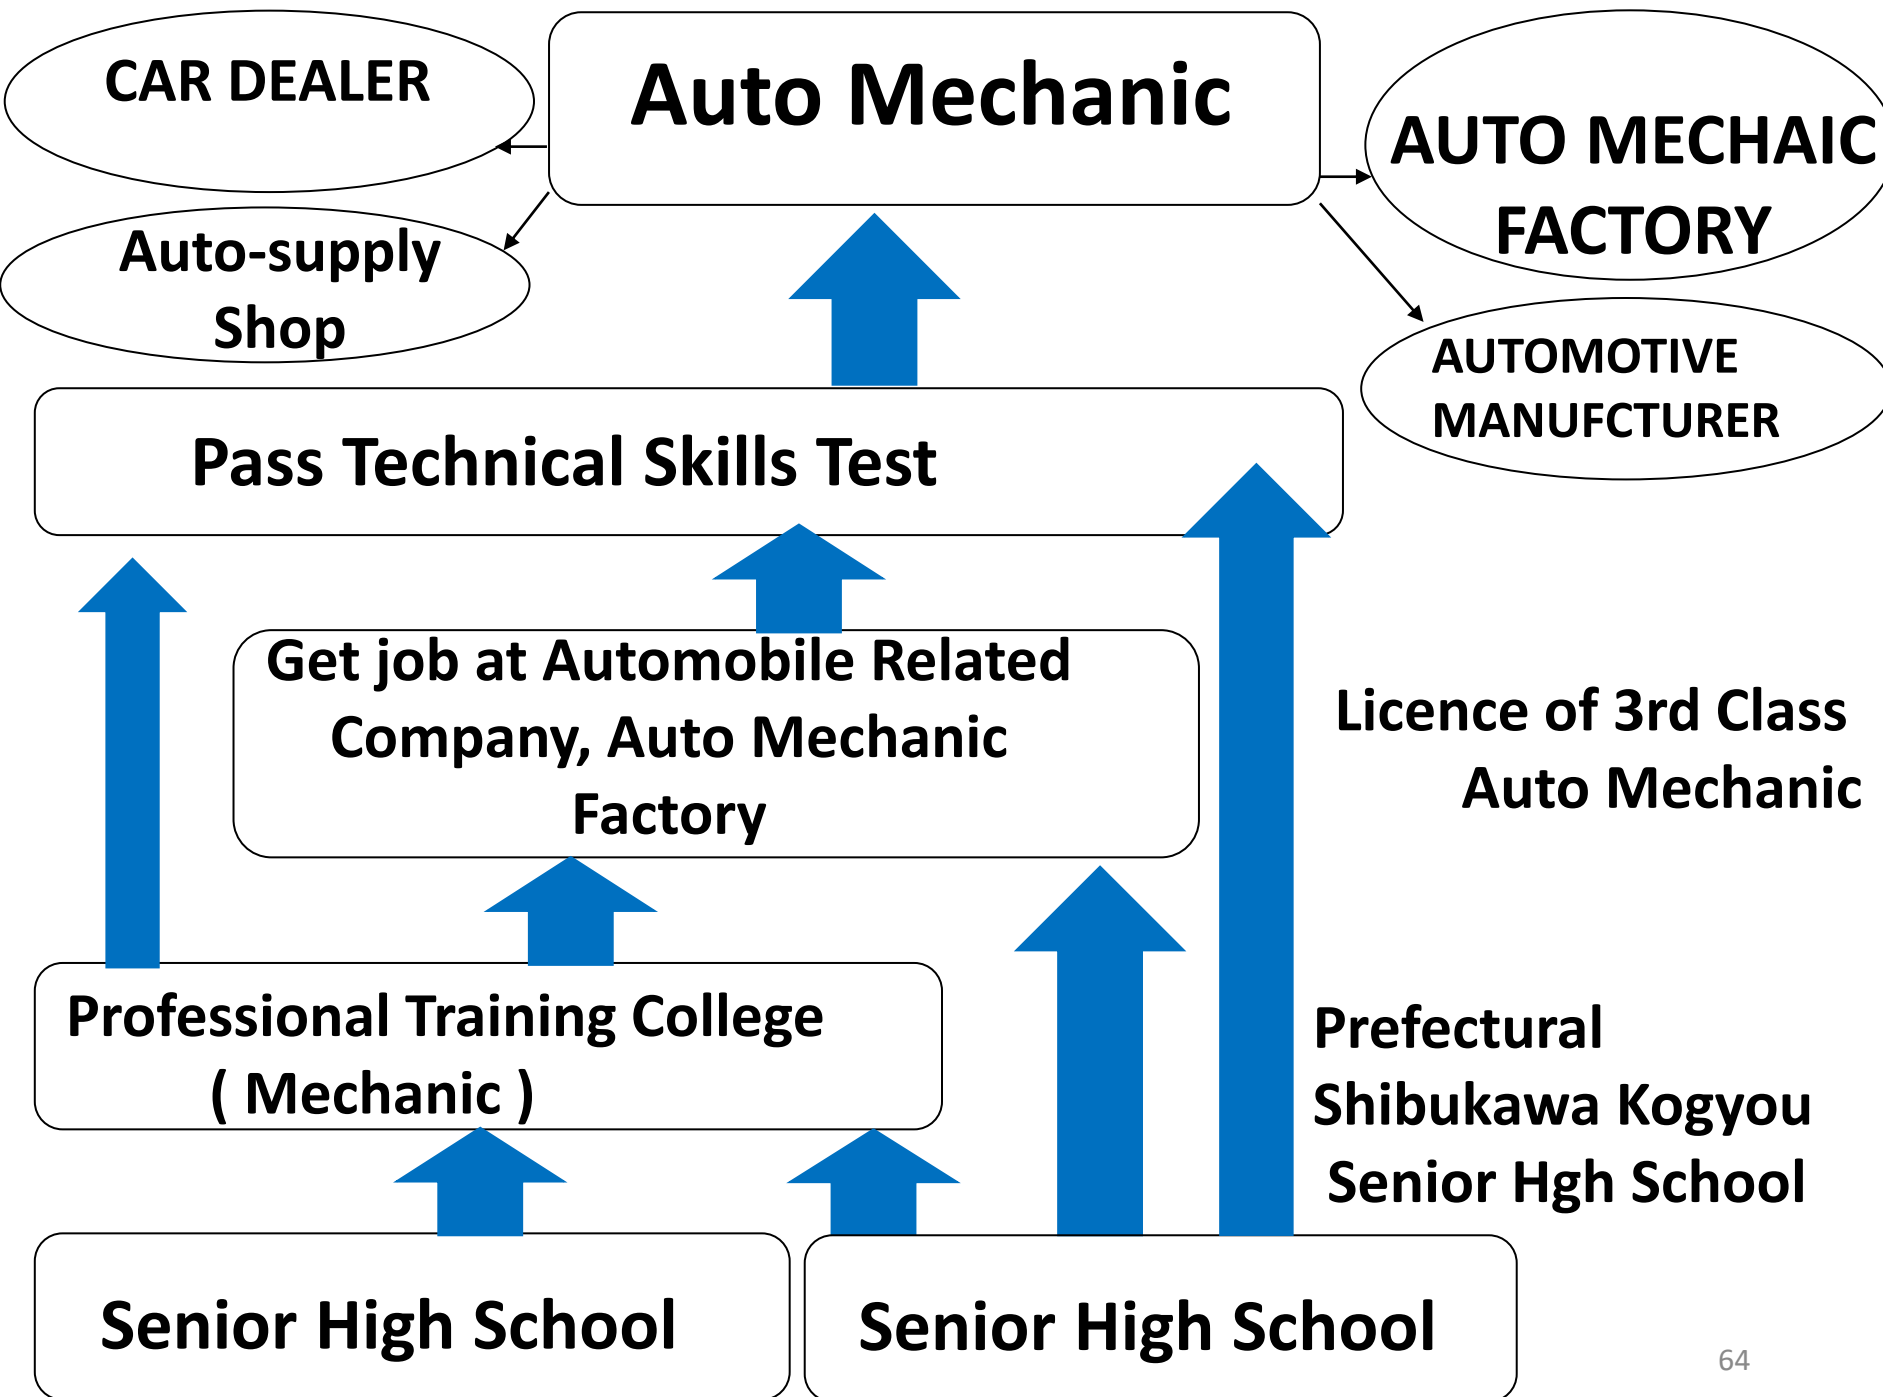 CAR DEALER
Auto Mechanic
AUTO MECHAIC
FACTORY
Auto-supply
Shop
AUTOMOTIVE
MANUFCTURER
Pass Technical Skills Test
Get job at Automobile Related
Company, Auto Mechanic
Factory
Licence of 3rd Class
Auto Mechanic
Professional Training College
( Mechanic )
Prefectural
Shibukawa Kogyou
Senior Hgh School
Senior High School
Senior High School
64